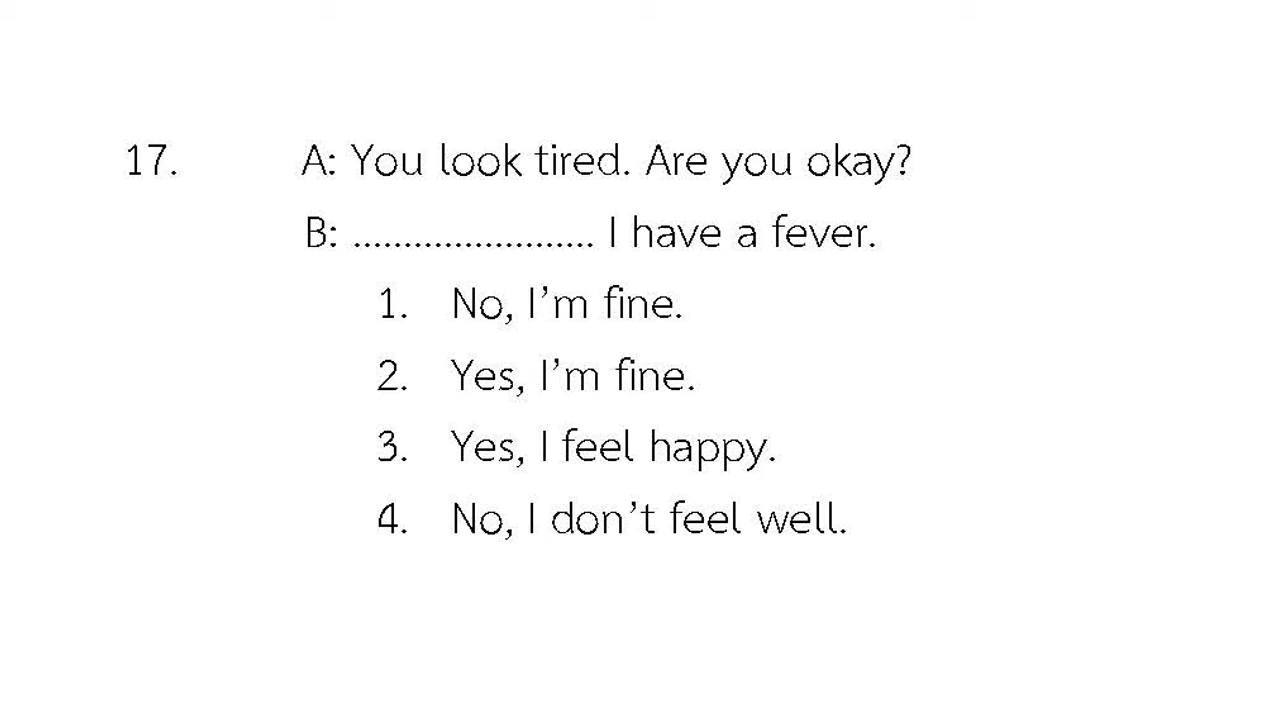 17. A: You look tired. Are you okay?
B: ........................ I have a fever.
1. No, I’m fine.
2. Yes, I’m fine.
3. Yes, I feel happy.
4. No, I don’t feel well.